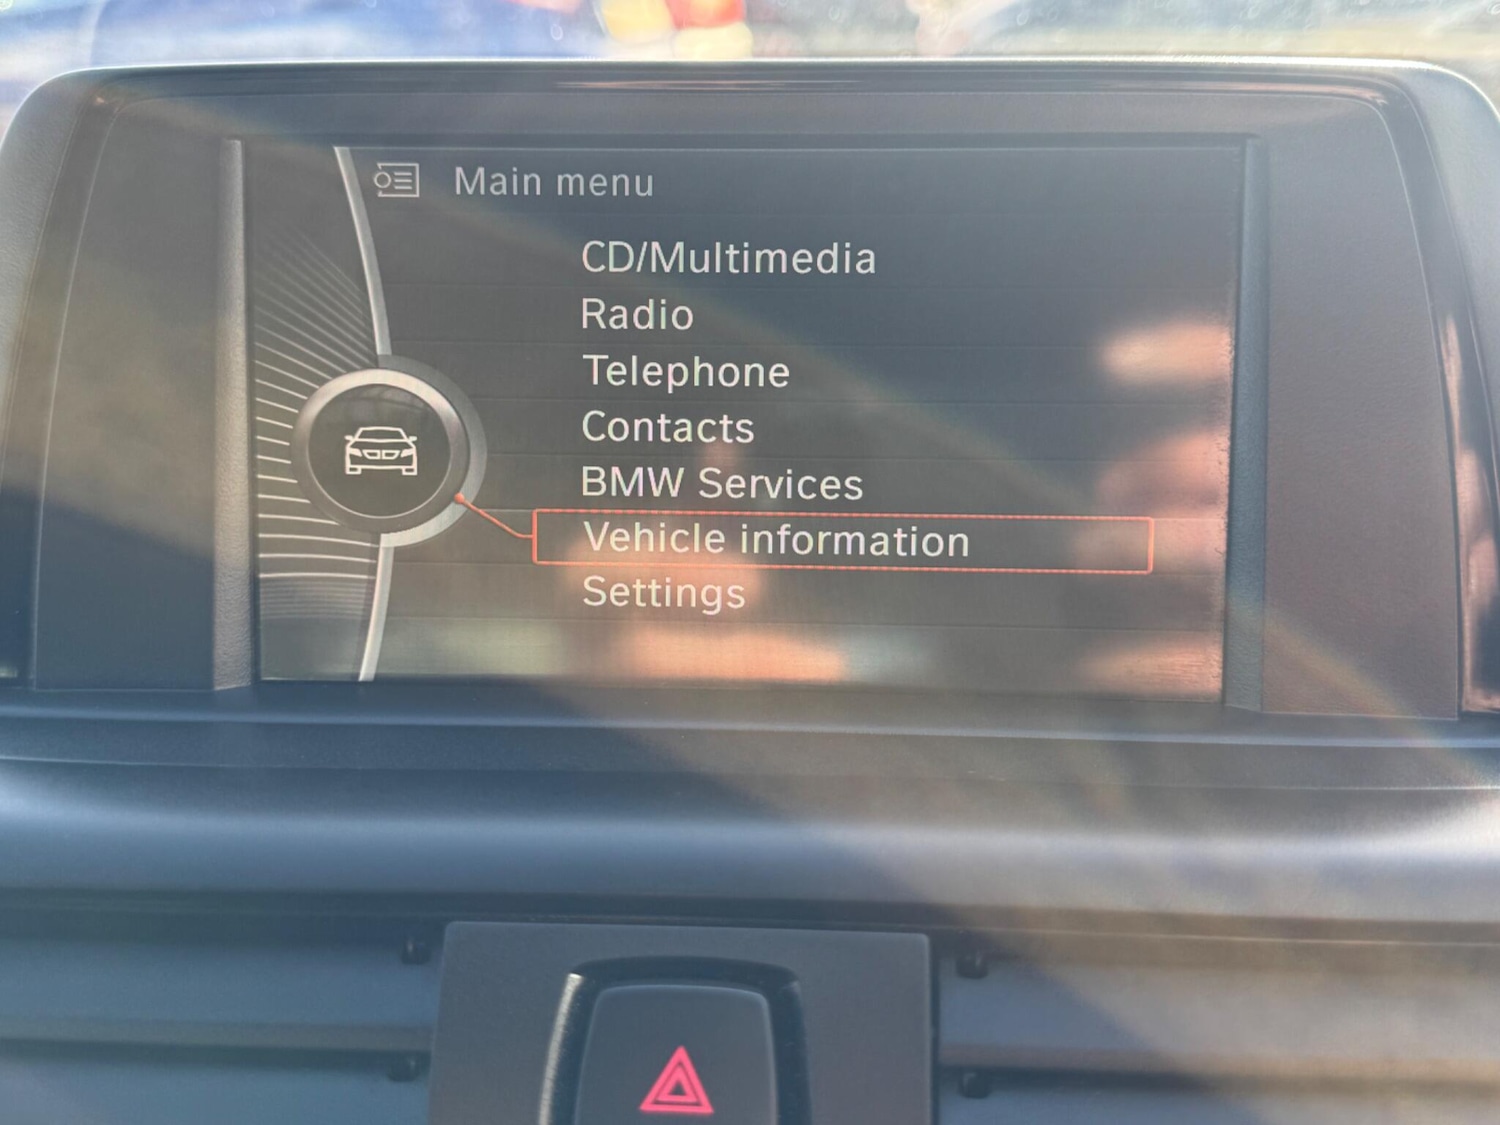 Main menu
CD/Multimedia
Radio
Telephone
Contacts
BMW Services
Vehicle information
Settings